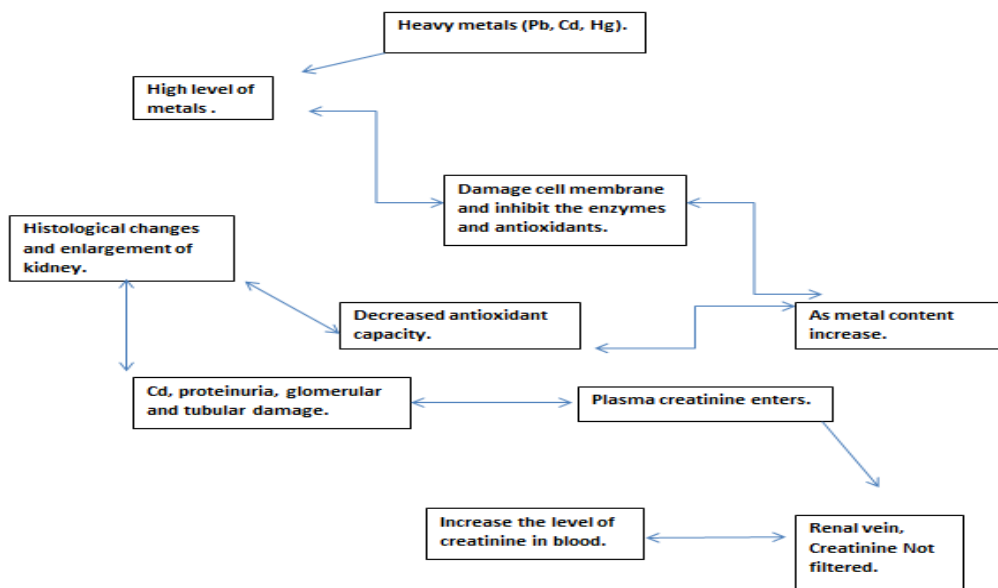 Heavy metals (Pb, Cd, Hg).
High level of
metals .
Damage cell membrane
and inhibit the enzymes
and antioxidants.
Histological changes
and enlargement of
kidney.
Decreased antioxidant
capacity.
As metal content
increase.
Cd, proteinuria, glomerular
and tubular damage.
Plasma creatinine enters.
Increase the level of
creatinine in blood.
Renal vein,
Creatinine Not
filtered.